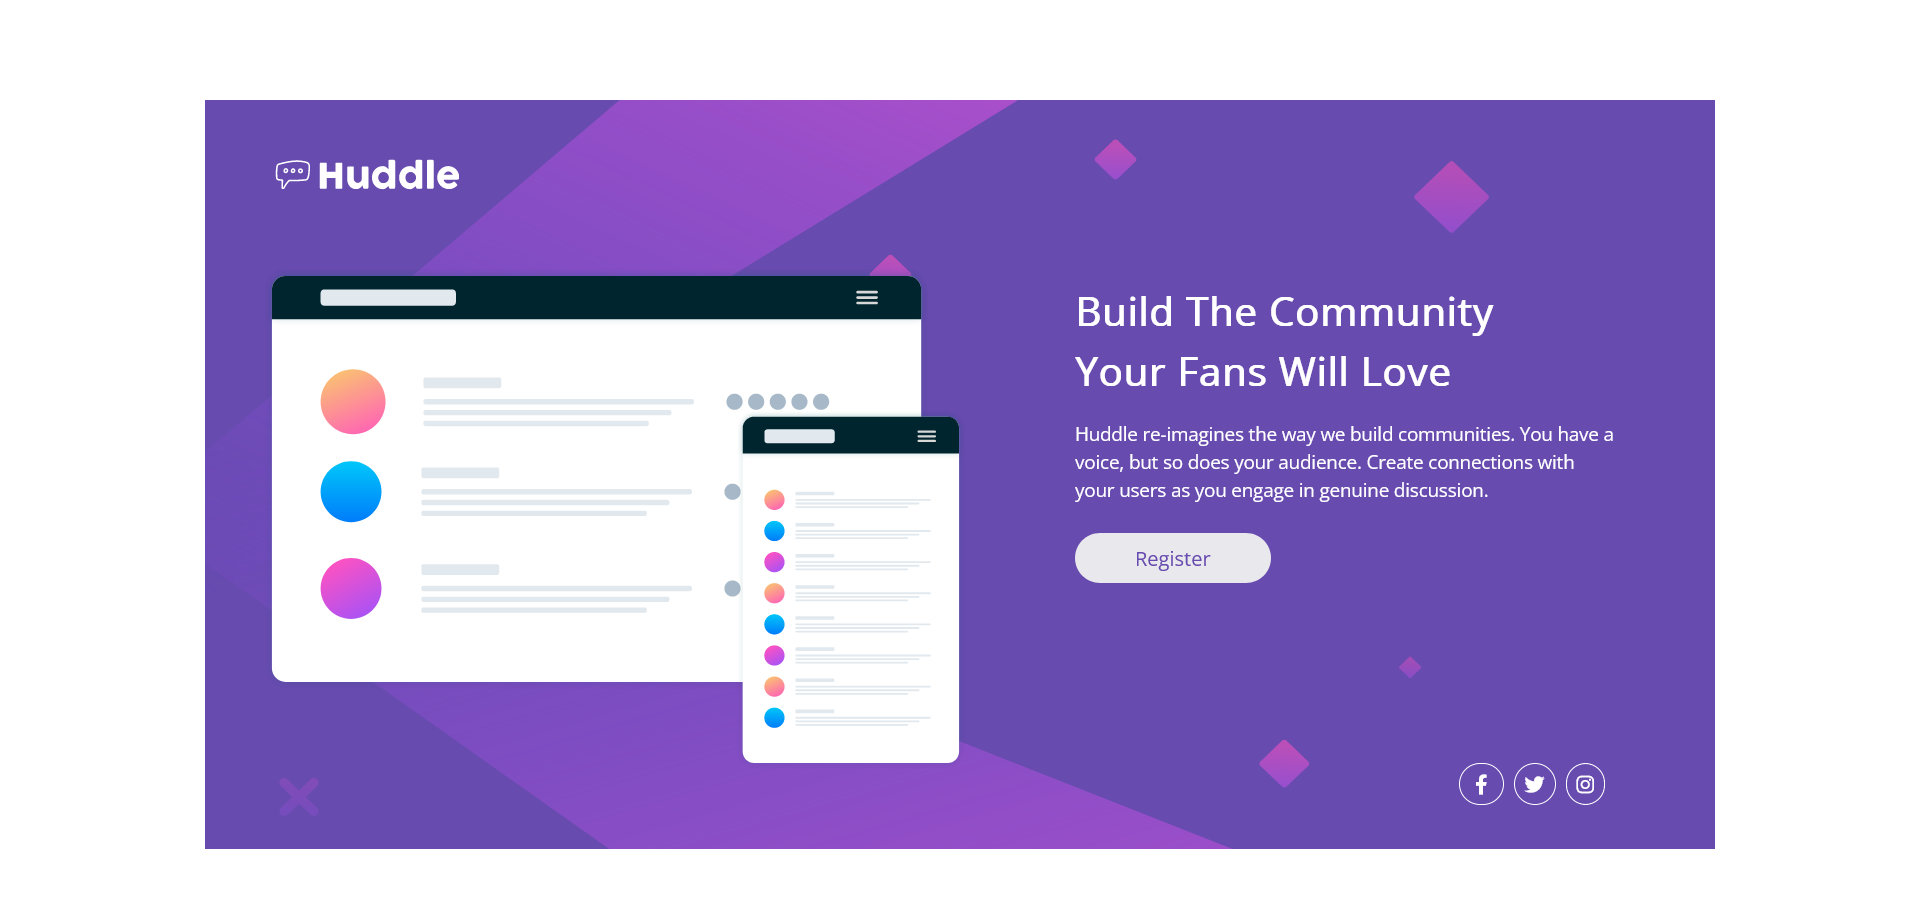 Huddle
Build The Community
Your Fans Will Love
Huddle re-imagines the way we build communities. You have a
voice, but so does your audience. Create connections with
your users as you engage in genuine discussion.
Register